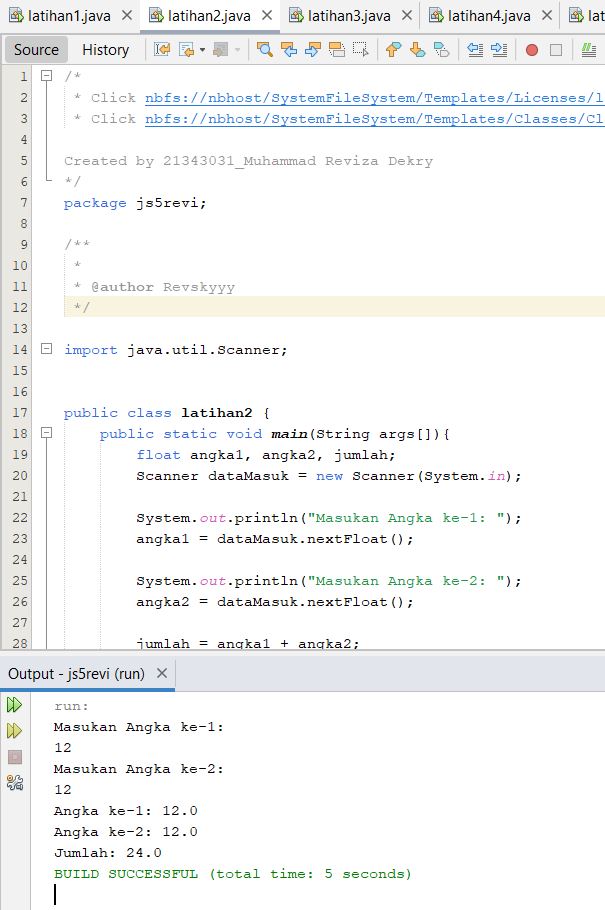 latihan1.java latihan2.java latihan3.java latihan4.java lati
Source History
1 /*
2 * Click nbfs://nbhost/SystemFileSystem/Templates/Licenses/l
3 * Click nbfs://nbhost/SystemFileSystem/Templates/Classes/Cl
4
5 Created by 21343031_Muhammad Reviza Dekry
6 */
7 package js5revi;
8
9 /**
10 *
11 * @author Revskyyy
12 */
13
14 import java.util.Scanner;
15
16
17 public class latihan2 {
18 public static void main(String args[]){
19 float angka1, angka2, jumlah;
20 Scanner dataMasuk = new Scanner(System.in);
21
22 System.out.println("Masukan Angka ke-1: ");
23 angka1 = dataMasuk.nextFloat();
24
25 System.out.println("Masukan Angka ke-2: ");
26 angka2 = dataMasuk.nextFloat();
27
28 jumlah = angka1 + angka2;
Output - js5revi (run)
run:
Masukan Angka ke-1:
12
Masukan Angka ke-2:
12
Angka ke-1: 12.0
Angka ke-2: 12.0
Jumlah: 24.0
BUILD SUCCESSFUL (total time: 5 seconds)